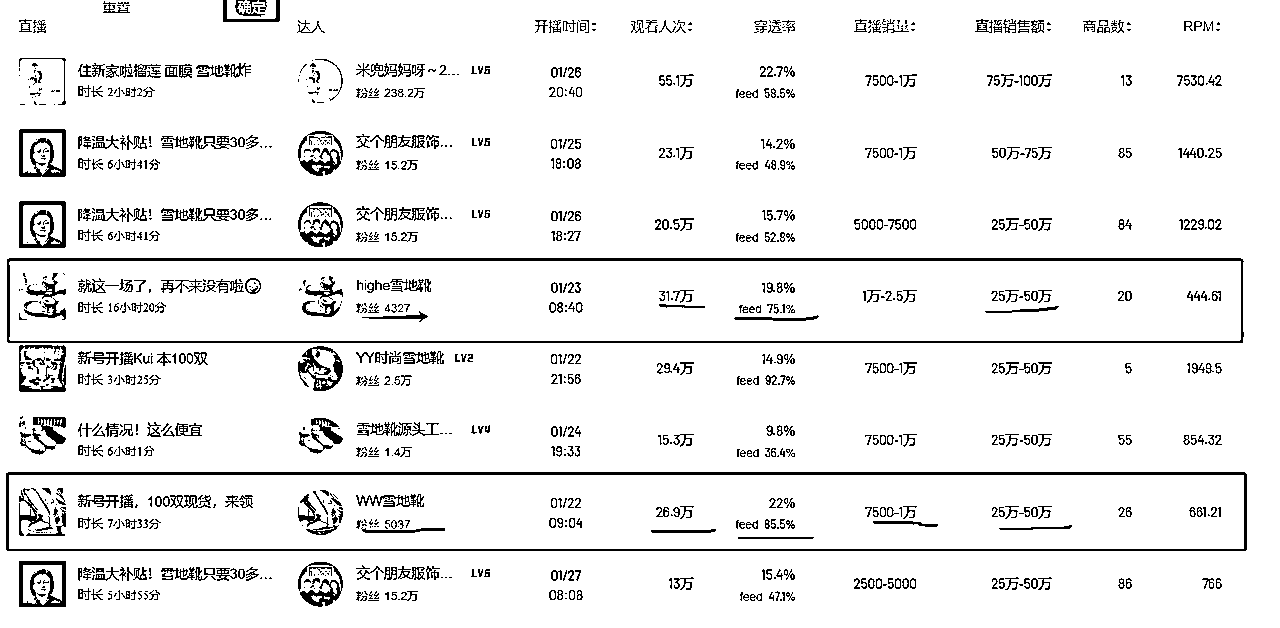 重置 确定
直播 达人 开播时间 观看人次 穿透率 直播销量 直播销售额 商品数 RPM
住新家啦榴莲 面膜 雪地靴炸 米兜妈妈呀~2... LV5 01/26 55.1万 22.7% 7500-1万 75万-100万 13 7530.42
时长 2小时2分 粉丝 238.2万 20:40 feed 58.5%
降温大补贴！雪地靴只要30多... 交个朋友服饰... LV5 01/25 23.1万 14.2% 7500-1万 50万-75万 85 1440.25
时长 6小时41分 粉丝 15.2万 18:08 feed 48.9%
降温大补贴！雪地靴只要30多... 交个朋友服饰... LV5 01/26 20.5万 15.7% 5000-7500 25万-50万 84 1229.02
时长 6小时41分 粉丝 15.2万 18:27 feed 52.8%
就这一场了，再不来没有啦 highe雪地靴 01/23 31.7万 19.8% 1万-2.5万 25万-50万 20 444.61
时长 16小时20分 粉丝 4327 08:40 feed 75.1%
新号开播Kui 本100双 YY时尚雪地靴 LV2 01/22 29.4万 14.9% 7500-1万 25万-50万 5 1949.5
时长 3小时25分 粉丝 2.5万 21:56 feed 92.7%
什么情况！这么便宜 雪地靴源头工... LV4 01/24 15.3万 9.8% 7500-1万 25万-50万 55 854.32
时长 6小时1分 粉丝 1.4万 19:33 feed 36.4%
新号开播，100双现货，来领 WW雪地靴 01/22 26.9万 22% 7500-1万 25万-50万 26 661.21
时长 7小时33分 粉丝 5037 09:04 feed 85.5%
降温大补贴！雪地靴只要30多... 交个朋友服饰... LV5 01/27 13万 15.4% 2500-5000 25万-50万 86 766
时长 5小时55分 粉丝 15.2万 08:08 feed 47.1%